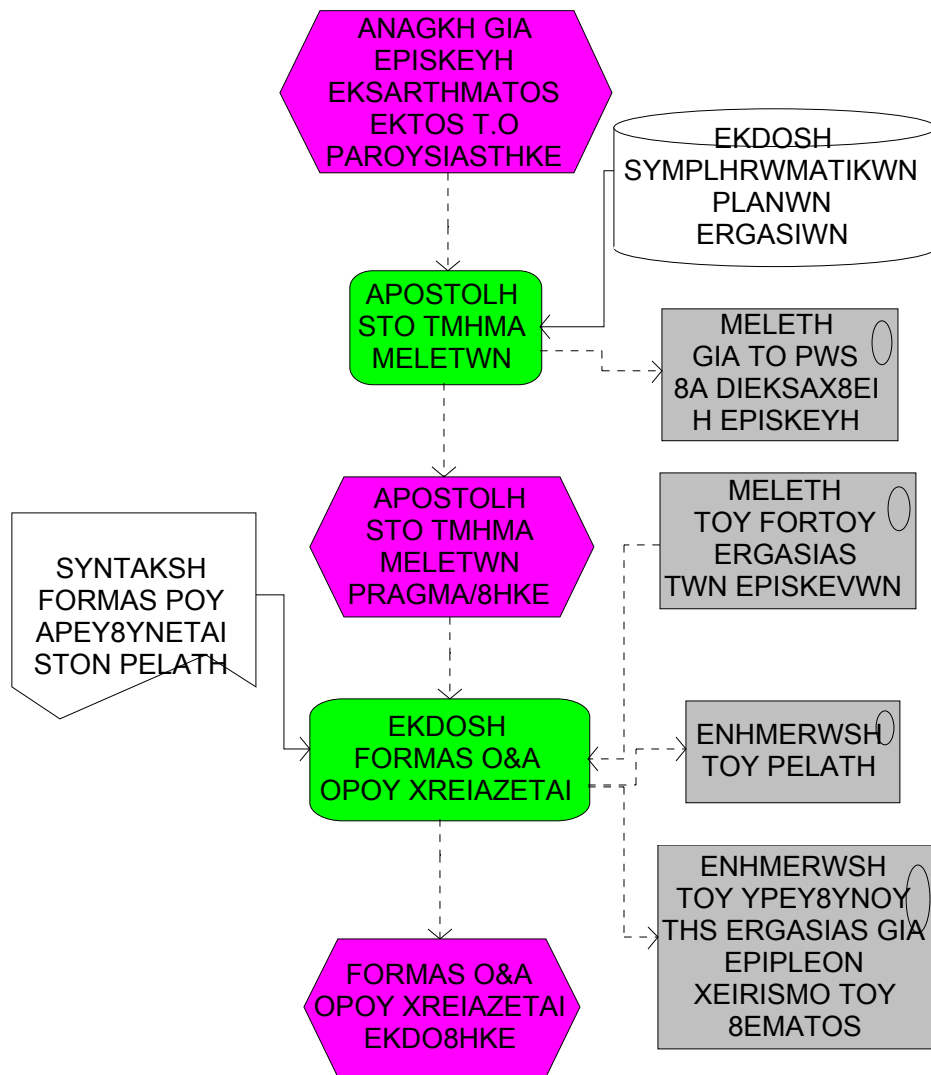 ANAGKH GIA
EPISKEYH
EKSARTHMATOS
EKTOS T.O
PAROYSIASTHKE
EKDOSH
SYMPLHRWMATIKWN
PLANWN
ERGASIWN
APOSTOLH
STO TMHMA
MELETWN
MELETH
GIA TO PWS
8A DIEKSAX8EI
H EPISKEYH
APOSTOLH
STO TMHMA
MELETWN
PRAGMA/8HKE
MELETH
TOY FORTOY
ERGASIAS
TWN EPISKEVWN
SYNTAKSH
FORMAS POY
APEY8YNETAI
STON PELATH
EKDOSH
FORMAS O&A
OPOY XREIAZETAI
ENHMERWSH
TOY PELATH
ENHMERWSH
TOY YPEY8YNOY
THS ERGASIAS GIA
EPIPLEON
XEIRISMO TOY
8EMATOS
FORMAS O&A
OPOY XREIAZETAI
EKDO8HKE